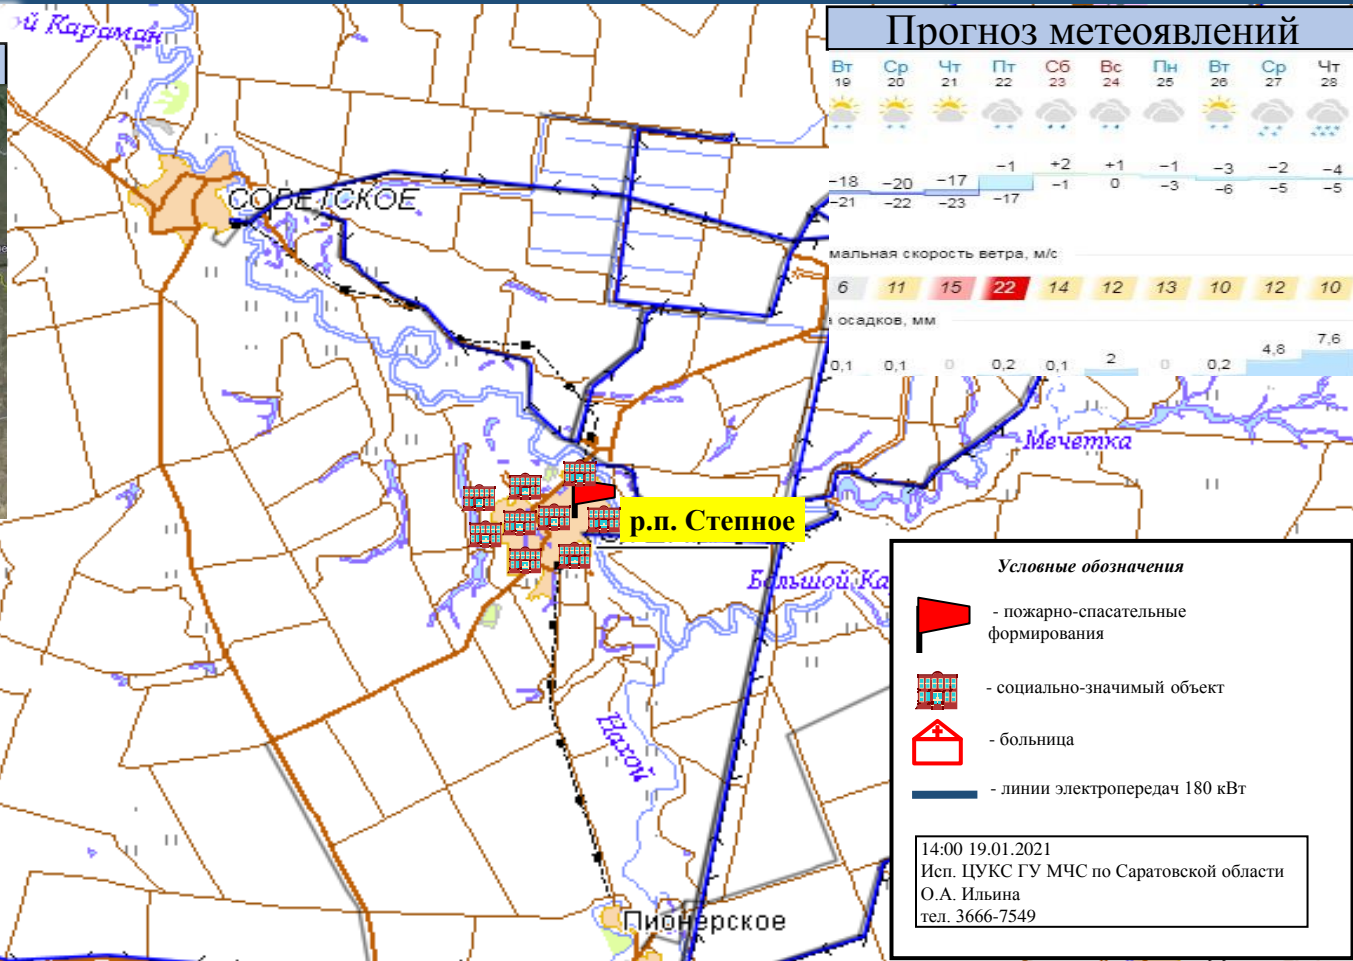 й Караман
Прогноз метеоявлений
Вт Ср Чт Пт Сб Вс Пн Вт Ср Чт
19 20 21 22 23 24 25 26 27 28
−18 −20 −17 −1 +2 +1 −1 −3 −2 −4
−21 −22 −23 −17 −1 0 −3 −6 −5 −5
мальная скорость ветра, м/с
6 11 15 22 14 12 13 10 12 10
осадков, мм
0,1 0,1 0 0,2 0,1 2 0 0,2 4,8 7,6
СОВЕТСКОЕ
Мечетка
р.п. Степное
Большой Ка
Нахой
Пионерское
Условные обозначения
- пожарно-спасательные
формирования
- социально-значимый объект
- больница
- линии электропередач 180 кВт
14:00 19.01.2021
Исп. ЦУКС ГУ МЧС по Саратовской области
О.А. Ильина
тел. 3666-7549